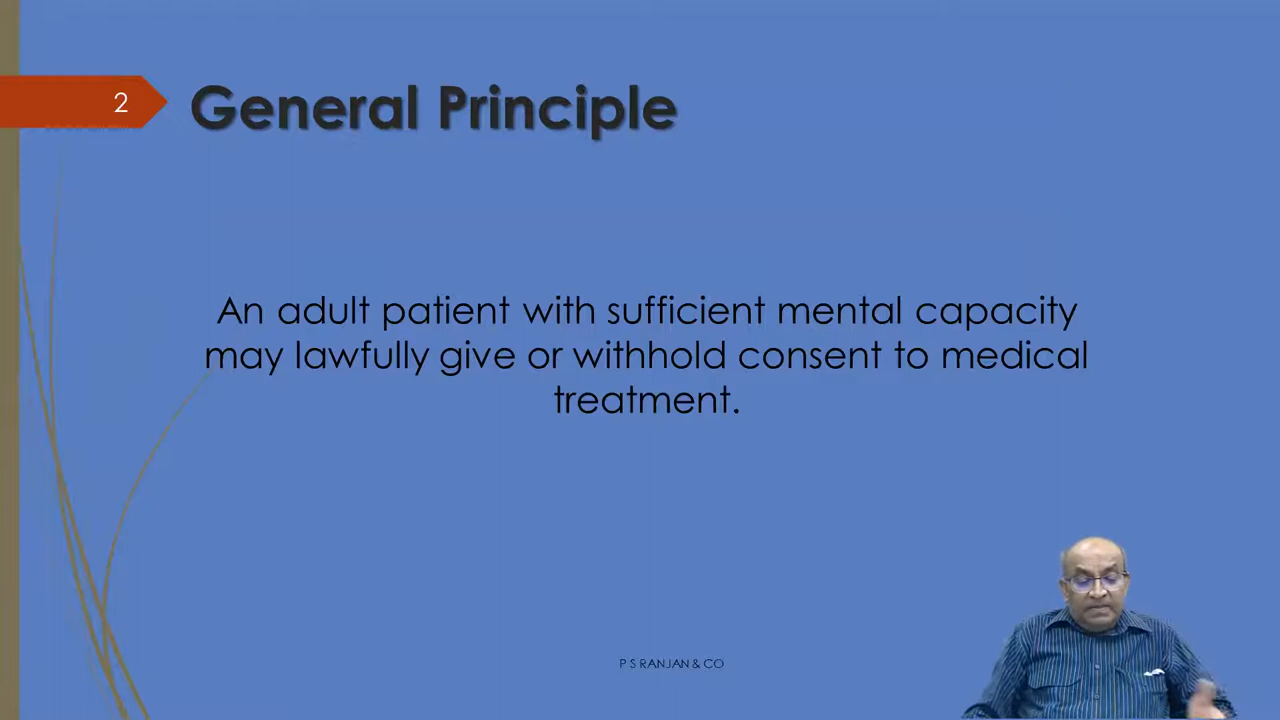 2
General Principle
An adult patient with sufficient mental capacity
may lawfully give or withhold consent to medical
treatment.
P S RANJAN & CO